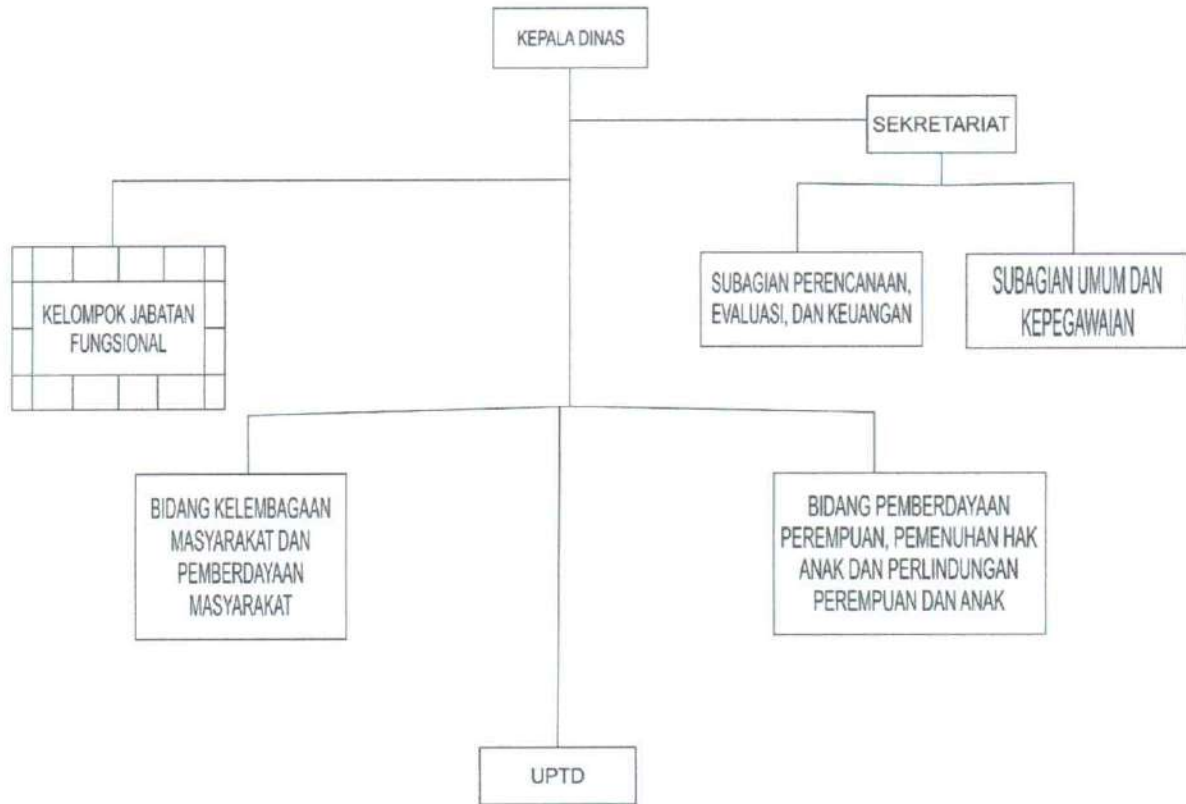 KEPALA DINAS
SEKRETARIAT
SUBAGIAN PERENCANAAN,
EVALUASI, DAN KEUANGAN
SUBAGIAN UMUM DAN
KEPEGAWAIAN
KELOMPOK JABATAN
FUNGSIONAL
BIDANG KELEMBAGAAN
MASYARAKAT DAN
PEMBERDAYAAN
MASYARAKAT
BIDANG PEMBERDAYAAN
PEREMPUAN, PEMENUHAN HAK
ANAK DAN PERLINDUNGAN
PEREMPUAN DAN ANAK
UPTD